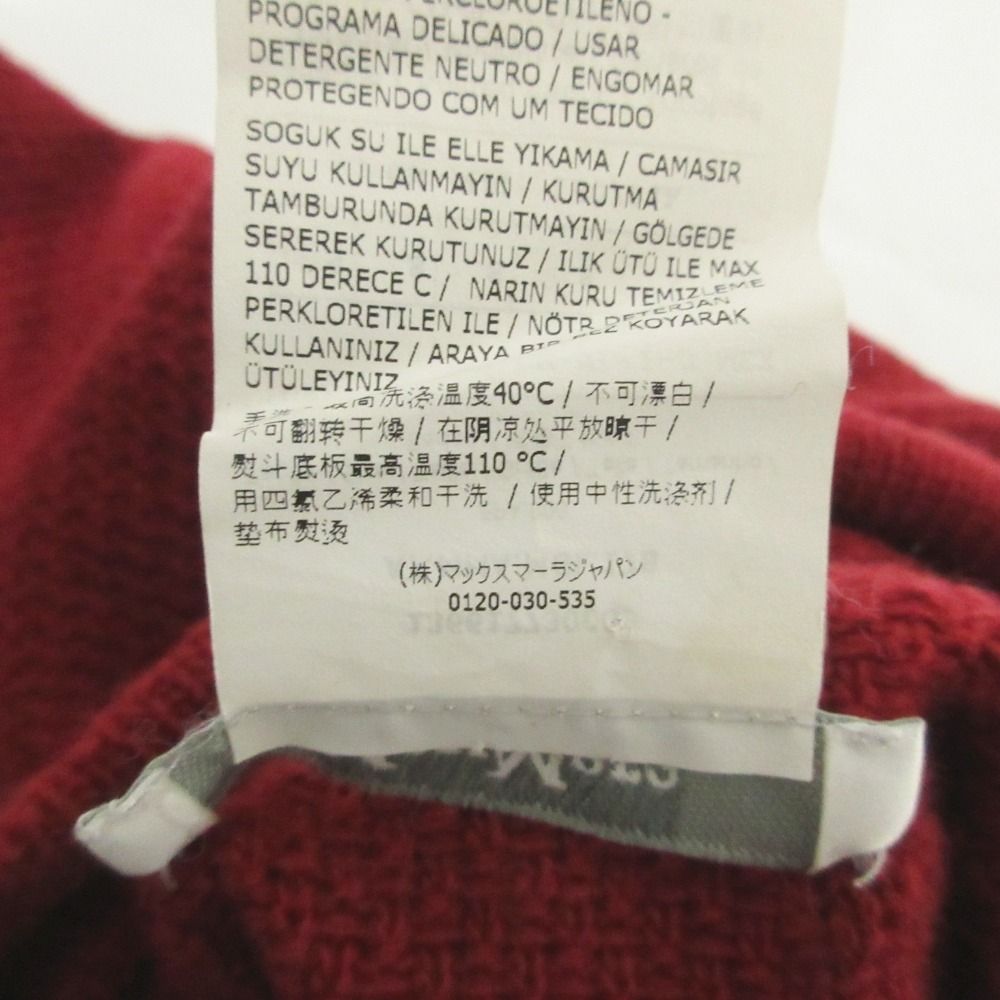 PERCLOROETILENO -
PROGRAMA DELICADO / USAR
DETERGENTE NEUTRO / ENGOMAR
PROTEGENDO COM UM TECIDO
SOGUK SU ILE ELLE YIKAMA / CAMASIR
SUYU KULLANMAYIN / KURUTMA
TAMBURUNDA KURUTMAYIN / GÖLGEDE
SEREREK KURUTUNUZ / ILIK ÜTÜ ILE MAX
110 DERECE C / NARIN KURU TEMIZLEME
PERKLORETILEN ILE / NÖTR DETERJAN
KULLANINIZ / ARAYA BIR BEZ KOYARAK
ÜTÜLEYINIZ
最高洗涤温度40°C / 不可漂白 /
不可翻转干燥 / 在阴凉处平放晾干 /
熨斗底板最高温度110 °C /
用四氯乙烯柔和干洗 / 使用中性洗涤剂 /
垫布熨烫
(株)マックスマーラジャパン
0120-030-535